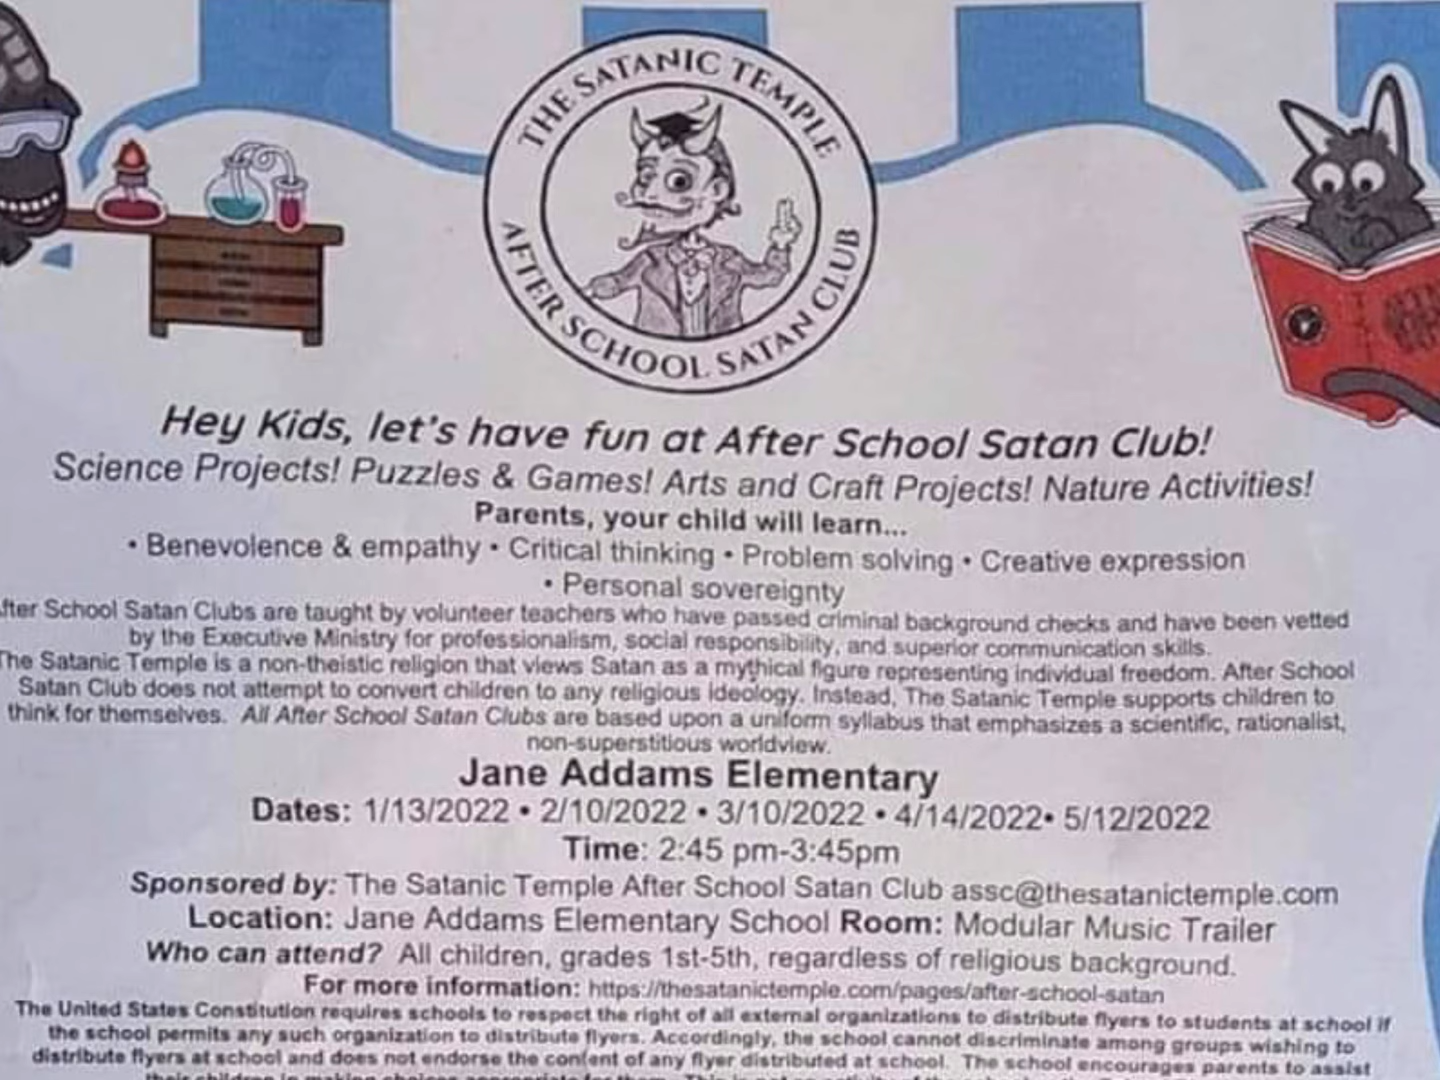 THE SATANIC TEMPLE
AFTER SCHOOL SATAN CLUB
Hey Kids, let's have fun at After School Satan Club!
Science Projects! Puzzles & Games! Arts and Craft Projects! Nature Activities!
Parents, your child will learn...
• Benevolence & empathy • Critical thinking • Problem solving • Creative expression
• Personal sovereignty
fter School Satan Clubs are taught by volunteer teachers who have passed criminal background checks and have been vetted
by the Executive Ministry for professionalism, social responsibility, and superior communication skills.
The Satanic Temple is a non-theistic religion that views Satan as a mythical figure representing individual freedom. After School
Satan Club does not attempt to convert children to any religious ideology. Instead, The Satanic Temple supports children to
think for themselves. All After School Satan Clubs are based upon a uniform syllabus that emphasizes a scientific, rationalist,
non-superstitious worldview.
Jane Addams Elementary
Dates: 1/13/2022 • 2/10/2022 • 3/10/2022 • 4/14/2022• 5/12/2022
Time: 2:45 pm-3:45pm
Sponsored by: The Satanic Temple After School Satan Club assc@thesatanictemple.com
Location: Jane Addams Elementary School Room: Modular Music Trailer
Who can attend? All children, grades 1st-5th, regardless of religious background.
For more information: https://thesatanictemple.com/pages/after-school-satan
The United States Constitution requires schools to respect the right of all external organizations to distribute flyers to students at school if
the school permits any such organization to distribute flyers. Accordingly, the school cannot discriminate among groups wishing to
distribute flyers at school and does not endorse the content of any flyer distributed at school. The school encourages parents to assist